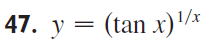 47. y = (tan x)^{1/x}